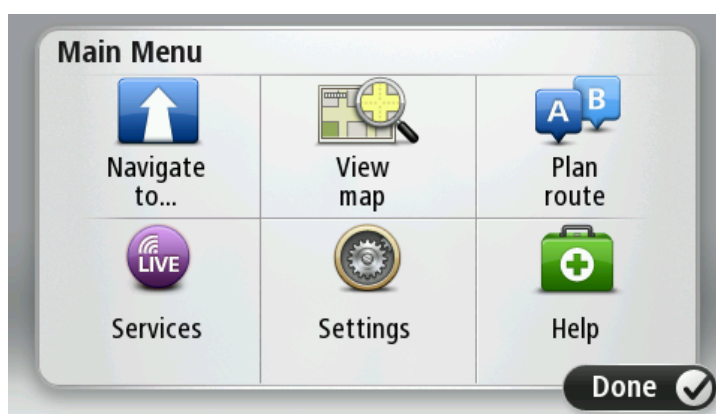 Main Menu
Navigate
to...
View
map
A B
Plan
route
LIVE
Services
Settings
Help
Done